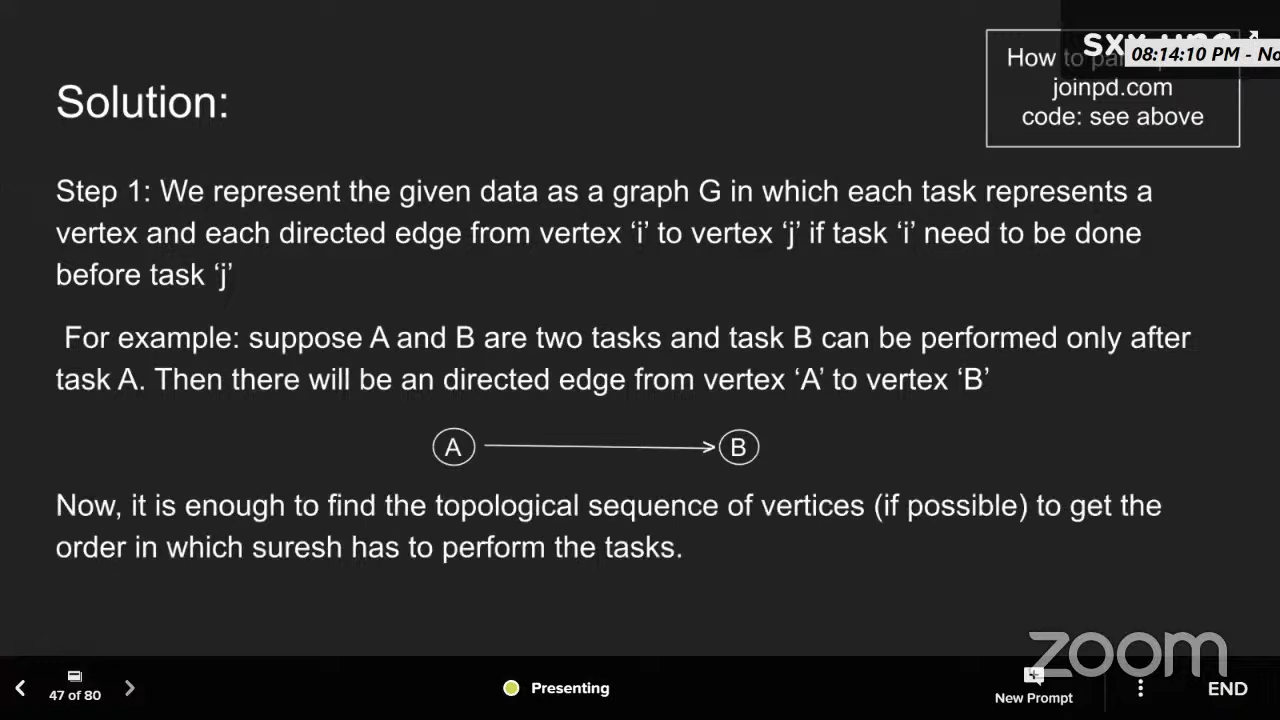 How to
joinpd.com
code: see above
08:14:10 PM - No
Solution:
Step 1: We represent the given data as a graph G in which each task represents a
vertex and each directed edge from vertex ‘i’ to vertex ‘j’ if task ‘i’ need to be done
before task ‘j’
For example: suppose A and B are two tasks and task B can be performed only after
task A. Then there will be an directed edge from vertex ‘A’ to vertex ‘B’
A B
Now, it is enough to find the topological sequence of vertices (if possible) to get the
order in which suresh has to perform the tasks.
zoom
47 of 80
Presenting
New Prompt
END